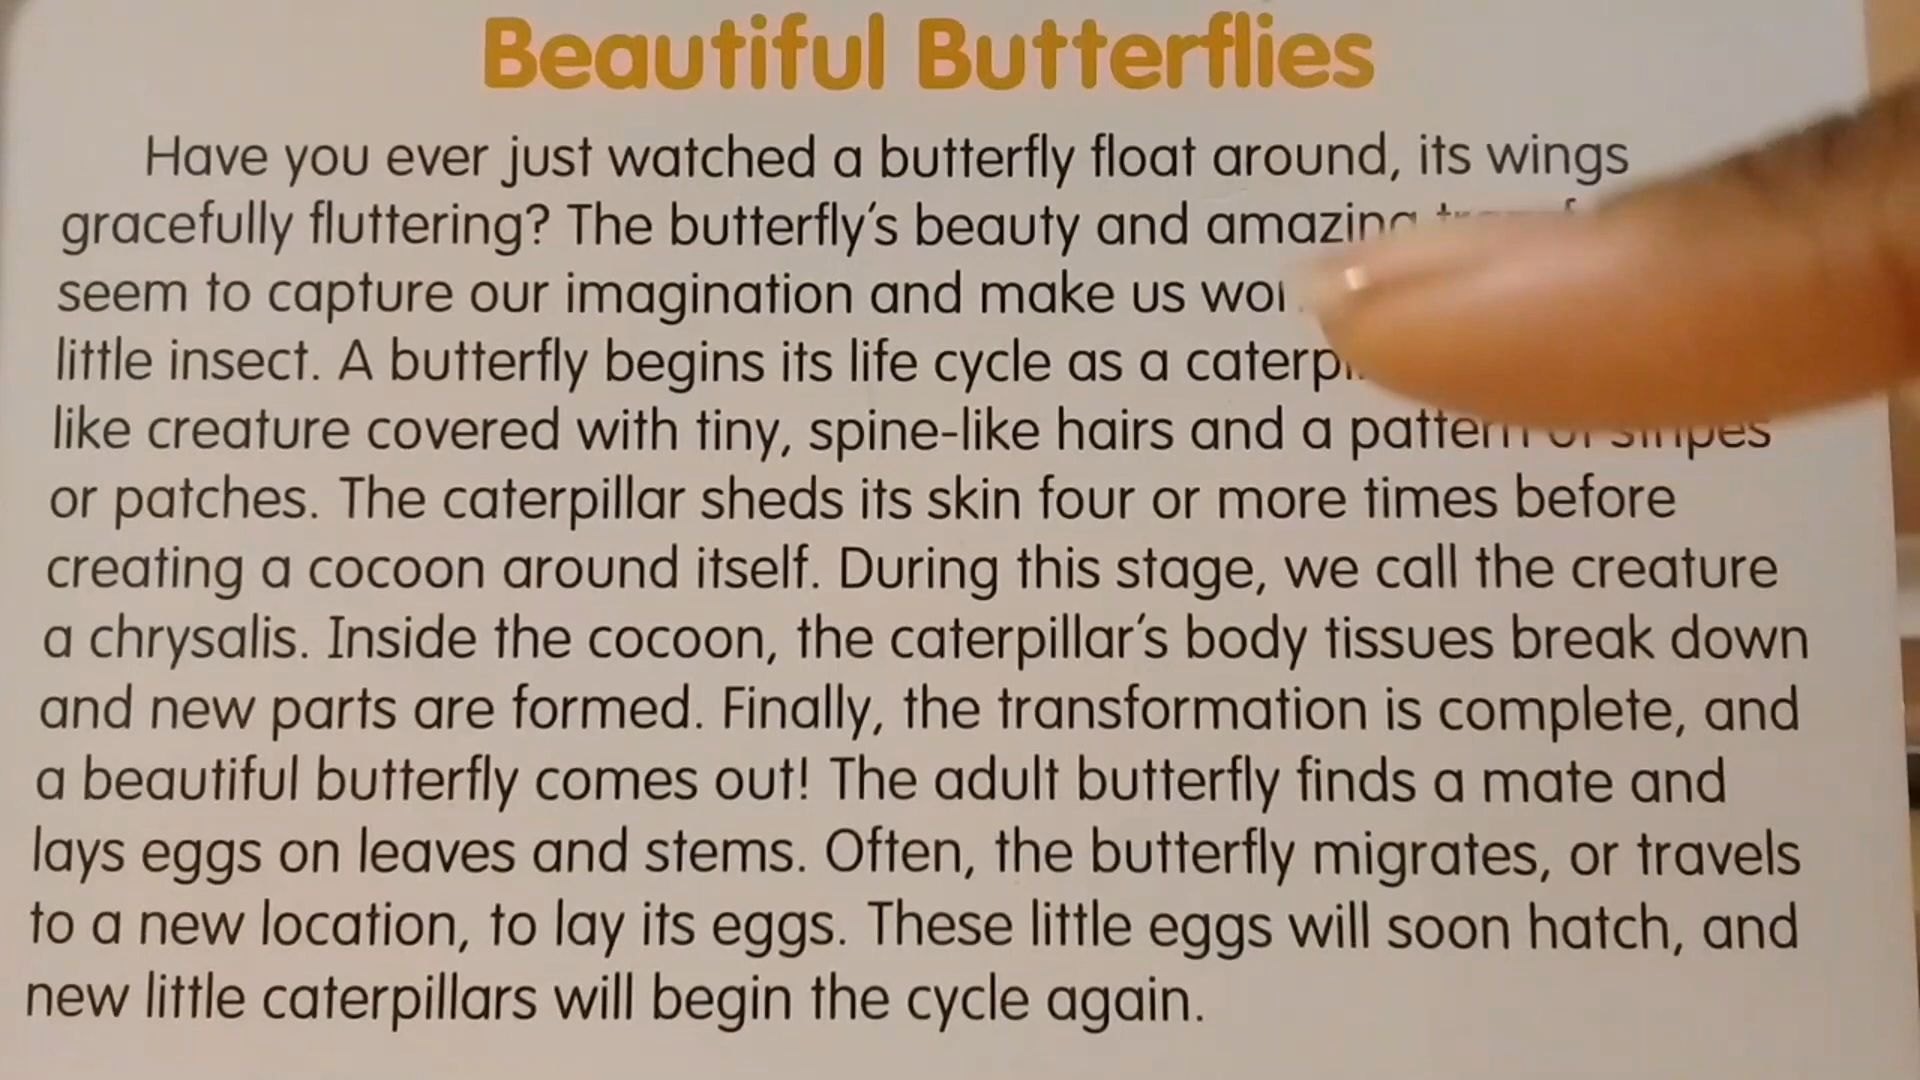 Beautiful Butterflies
Have you ever just watched a butterfly float around, its wings
gracefully fluttering? The butterfly's beauty and amazing
seem to capture our imagination and make us
little insect. A butterfly begins its life cycle as a
like creature covered with tiny, spine-like hairs and a pattern of stripes
or patches. The caterpillar sheds its skin four or more times before
creating a cocoon around itself. During this stage, we call the creature
a chrysalis. Inside the cocoon, the caterpillar's body tissues break down
and new parts are formed. Finally, the transformation is complete, and
a beautiful butterfly comes out! The adult butterfly finds a mate and
lays eggs on leaves and stems. Often, the butterfly migrates, or travels
to a new location, to lay its eggs. These little eggs will soon hatch, and
new little caterpillars will begin the cycle again.